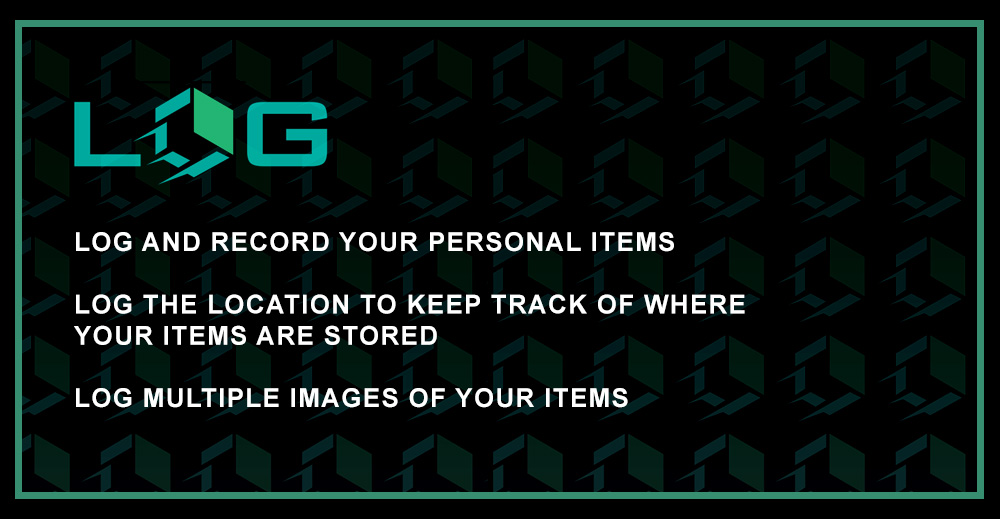 LOG
LOG AND RECORD YOUR PERSONAL ITEMS
LOG THE LOCATION TO KEEP TRACK OF WHERE
YOUR ITEMS ARE STORED
LOG MULTIPLE IMAGES OF YOUR ITEMS